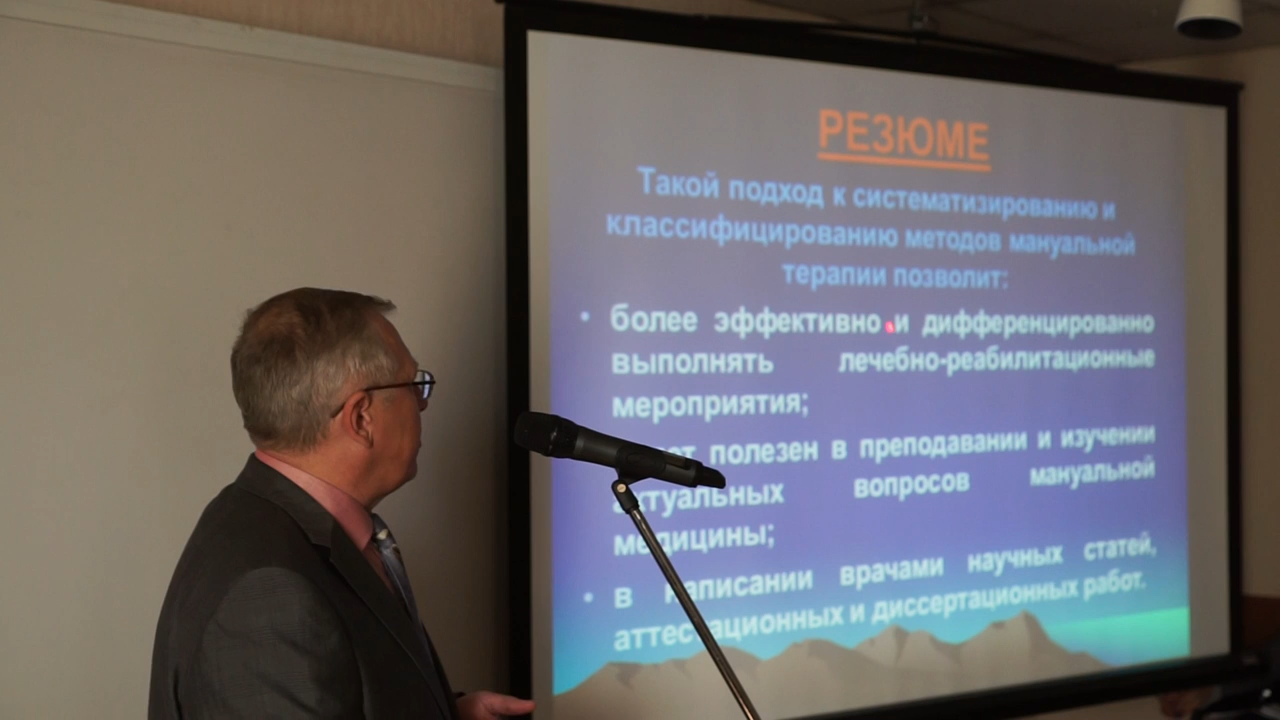 РЕЗЮМЕ
Такой подход к систематизированию и
классифицированию методов мануальной
терапии позволит:
• более эффективно и дифференцированно
выполнять лечебно-реабилитационные
мероприятия;
полезен в преподавании и изучении
актуальных вопросов мануальной
медицины;
• в написании врачами научных статей,
аттестационных и диссертационных работ.